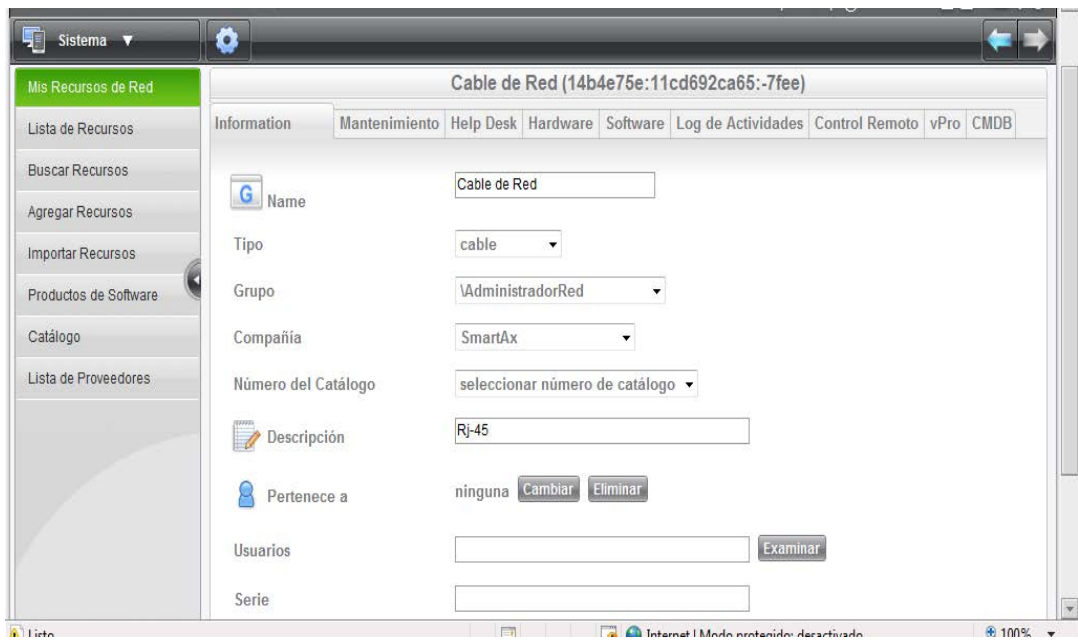 Sistema
Mis Recursos de Red
Lista de Recursos
Buscar Recursos
Agregar Recursos
Importar Recursos
Productos de Software
Catálogo
Lista de Proveedores
Cable de Red (14b4e75e:11cd692ca65:-7fee)
Information Mantenimiento Help Desk Hardware Software Log de Actividades Control Remoto vPro CMDB
G Name Cable de Red
Tipo cable
Grupo \AdministradorRed
Compañía SmartAx
Número del Catálogo seleccionar número de catálogo
Descripción Rj-45
Pertenece a ninguna Cambiar Eliminar
Usuarios Examinar
Serie
Listo Internet | Modo protegido: desactivado 100%